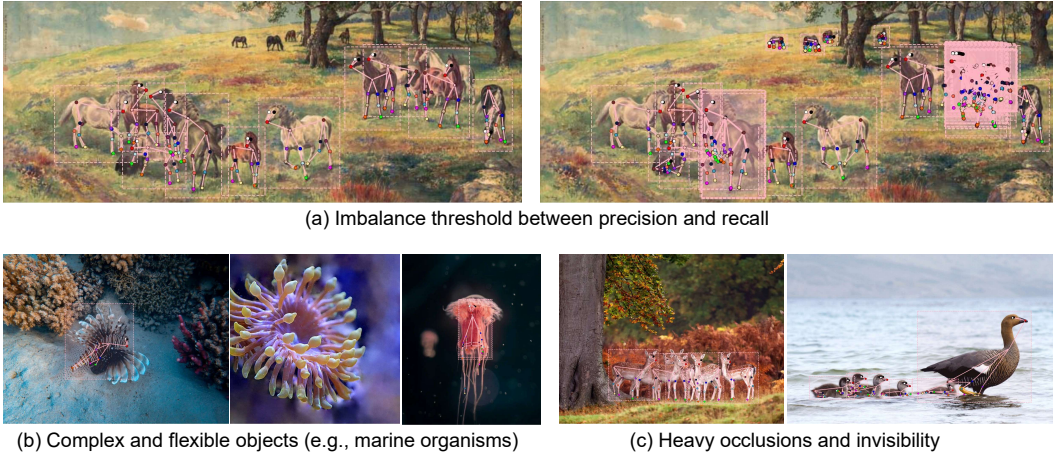 (a) Imbalance threshold between precision and recall
(b) Complex and flexible objects (e.g., marine organisms)
(c) Heavy occlusions and invisibility